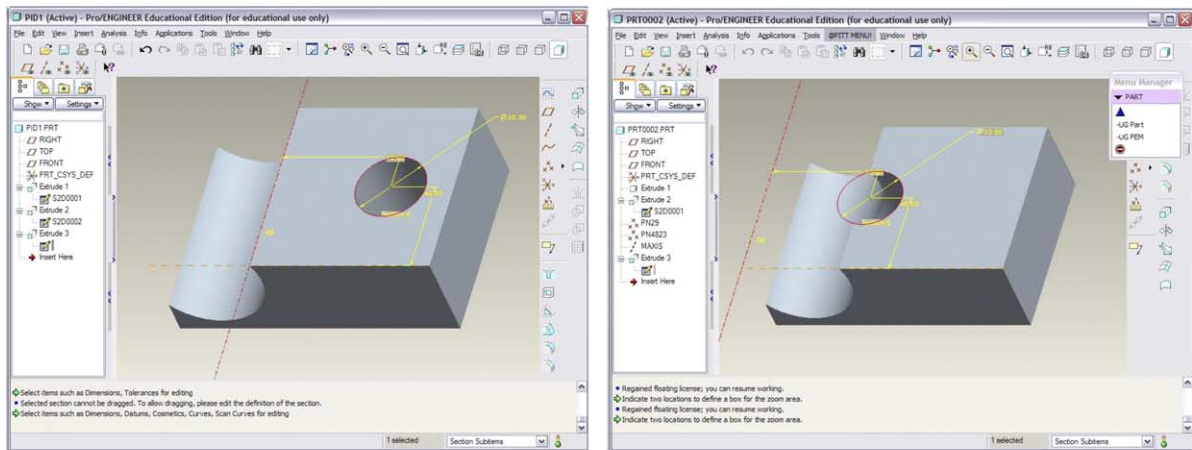 PID1 (Active) - Pro/ENGINEER Educational Edition (for educational use only)
File Edit View Insert Analysis Info Applications Tools Window Help
Show Settings
PID1.PRT
RIGHT
TOP
FRONT
PRT_CSYS_DEF
Extrude 1
S2D0001
Extrude 2
S2D0002
Extrude 3
Insert Here
Select items such as Dimensions, Tolerances for editing
Selected section cannot be dragged. To allow dragging, please edit the definition of the section.
Select items such as Dimensions, Datums, Cosmetics, Curves, Scan Curves for editing
1 selected Section Subitems
PRT0002 (Active) - Pro/ENGINEER Educational Edition (for educational use only)
File Edit View Insert Analysis Info Applications Tools @PITT MENU! Window Help
Menu Manager
PART
-UG Part
-UG FEM
Show Settings
PRT0002.PRT
RIGHT
TOP
FRONT
PRT_CSYS_DEF
Extrude 1
Extrude 2
S2D0001
PN29
PN4823
MAXIS
Extrude 3
Insert Here
Regained floating license; you can resume working.
Indicate two locations to define a box for the zoom area.
Regained floating license; you can resume working.
Indicate two locations to define a box for the zoom area.
1 selected Section Subitems